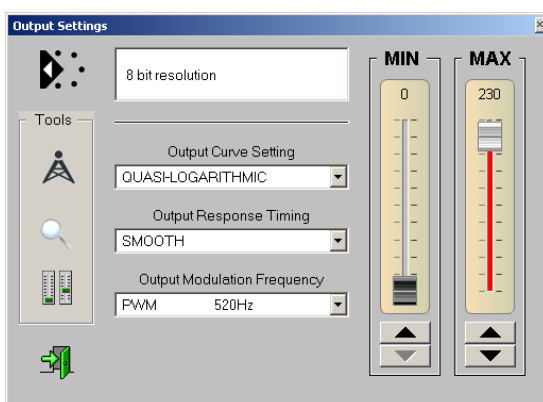 Output Settings
8 bit resolution
Tools
Output Curve Setting
QUASI-LOGARITHMIC
Output Response Timing
SMOOTH
Output Modulation Frequency
PWM 520Hz
MIN
0
MAX
230